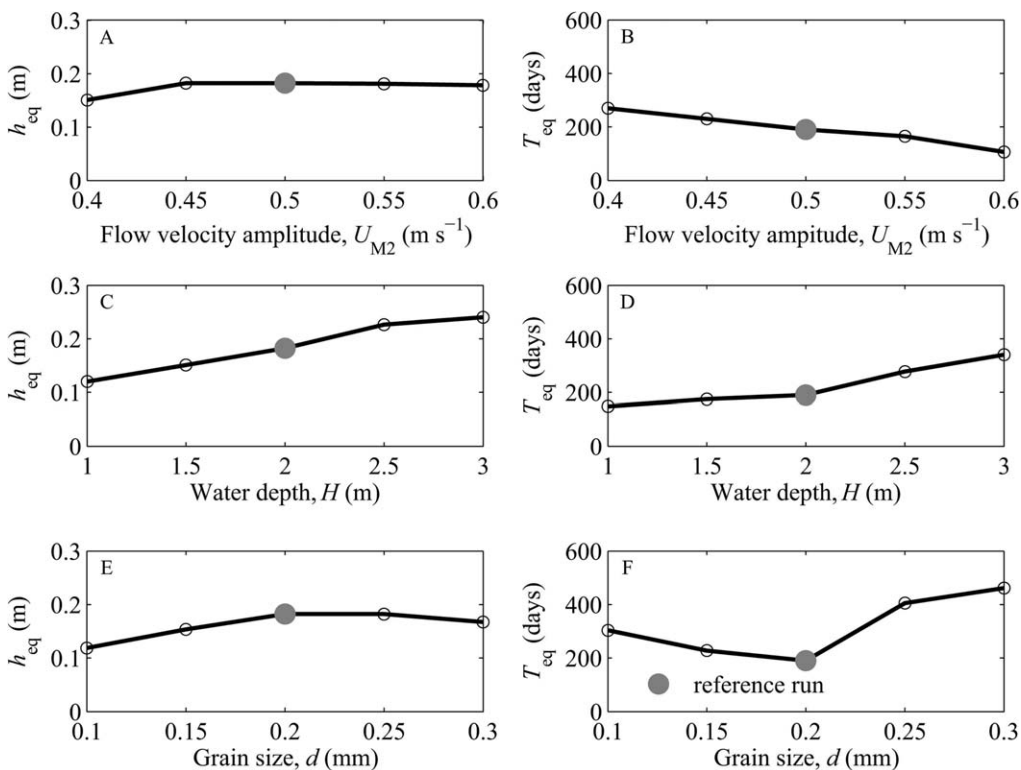 A
0.3
0.2
0.1
0
h_eq (m)
0.4 0.45 0.5 0.55 0.6
Flow velocity amplitude, U_M2 (m s⁻¹)
B
600
400
200
0
T_eq (days)
0.4 0.45 0.5 0.55 0.6
Flow velocity ampitude, U_M2 (m s⁻¹)
C
0.3
0.2
0.1
0
h_eq (m)
1 1.5 2 2.5 3
Water depth, H (m)
D
600
400
200
0
T_eq (days)
1 1.5 2 2.5 3
Water depth, H (m)
E
0.3
0.2
0.1
0
h_eq (m)
0.1 0.15 0.2 0.25 0.3
Grain size, d (mm)
F
600
400
200
0
T_eq (days)
reference run
0.1 0.15 0.2 0.25 0.3
Grain size, d (mm)